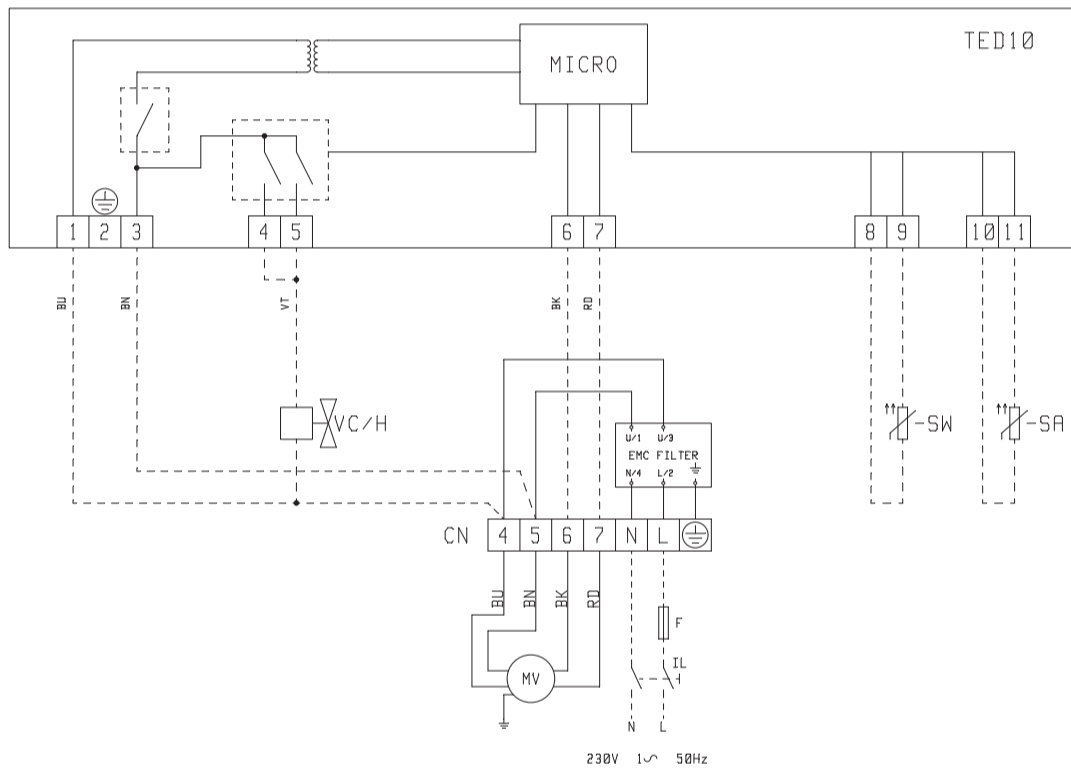 TED10
MICRO
1 2 3 4 5 6 7 8 9 10 11
BU BN VT BK RD
VC/H
U/1 U/3
EMC FILTER
N/4 L/2
SW
SA
CN 4 5 6 7 N L
BU BN BK RD
F
IL
MV
N L
230V 1∿ 50Hz